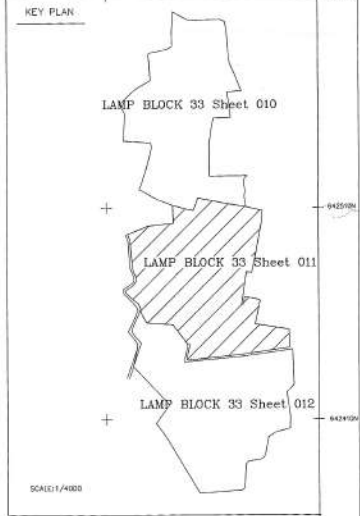 KEY PLAN
LAMP BLOCK 33 Sheet 010
LAMP BLOCK 33 Sheet 011
LAMP BLOCK 33 Sheet 012
SCALE:1/4000